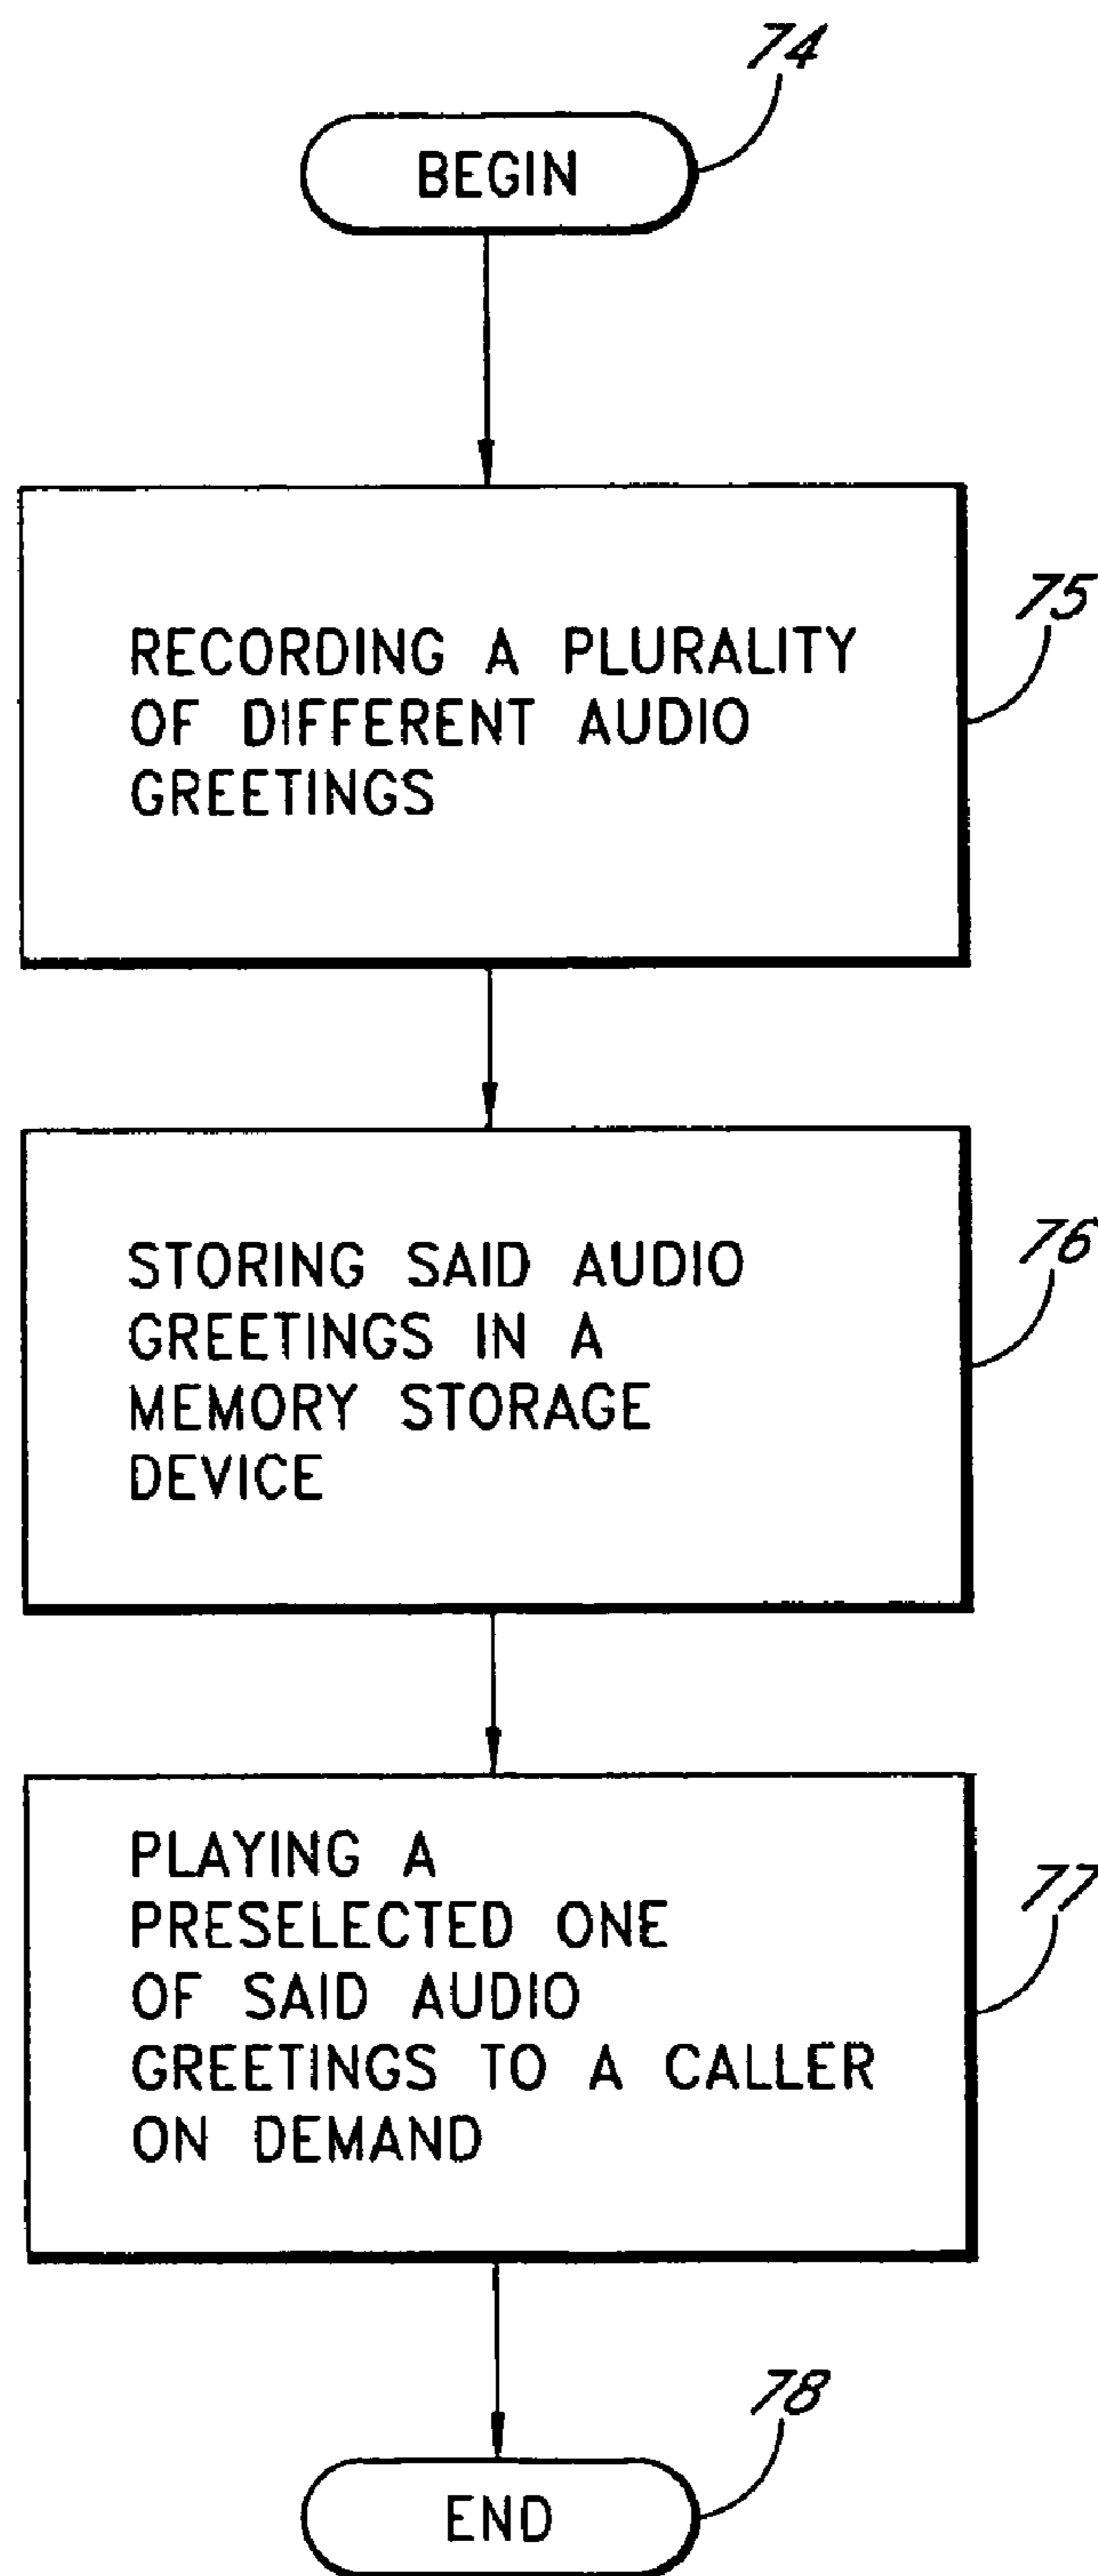 74
BEGIN
75
RECORDING A PLURALITY
OF DIFFERENT AUDIO
GREETINGS
76
STORING SAID AUDIO
GREETINGS IN A
MEMORY STORAGE
DEVICE
77
PLAYING A
PRESELECTED ONE
OF SAID AUDIO
GREETINGS TO A CALLER
ON DEMAND
78
END